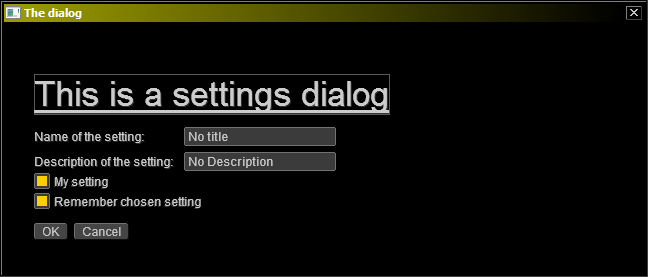 The dialog
This is a settings dialog
Name of the setting: No title
Description of the setting: No Description
My setting
Remember chosen setting
OK Cancel